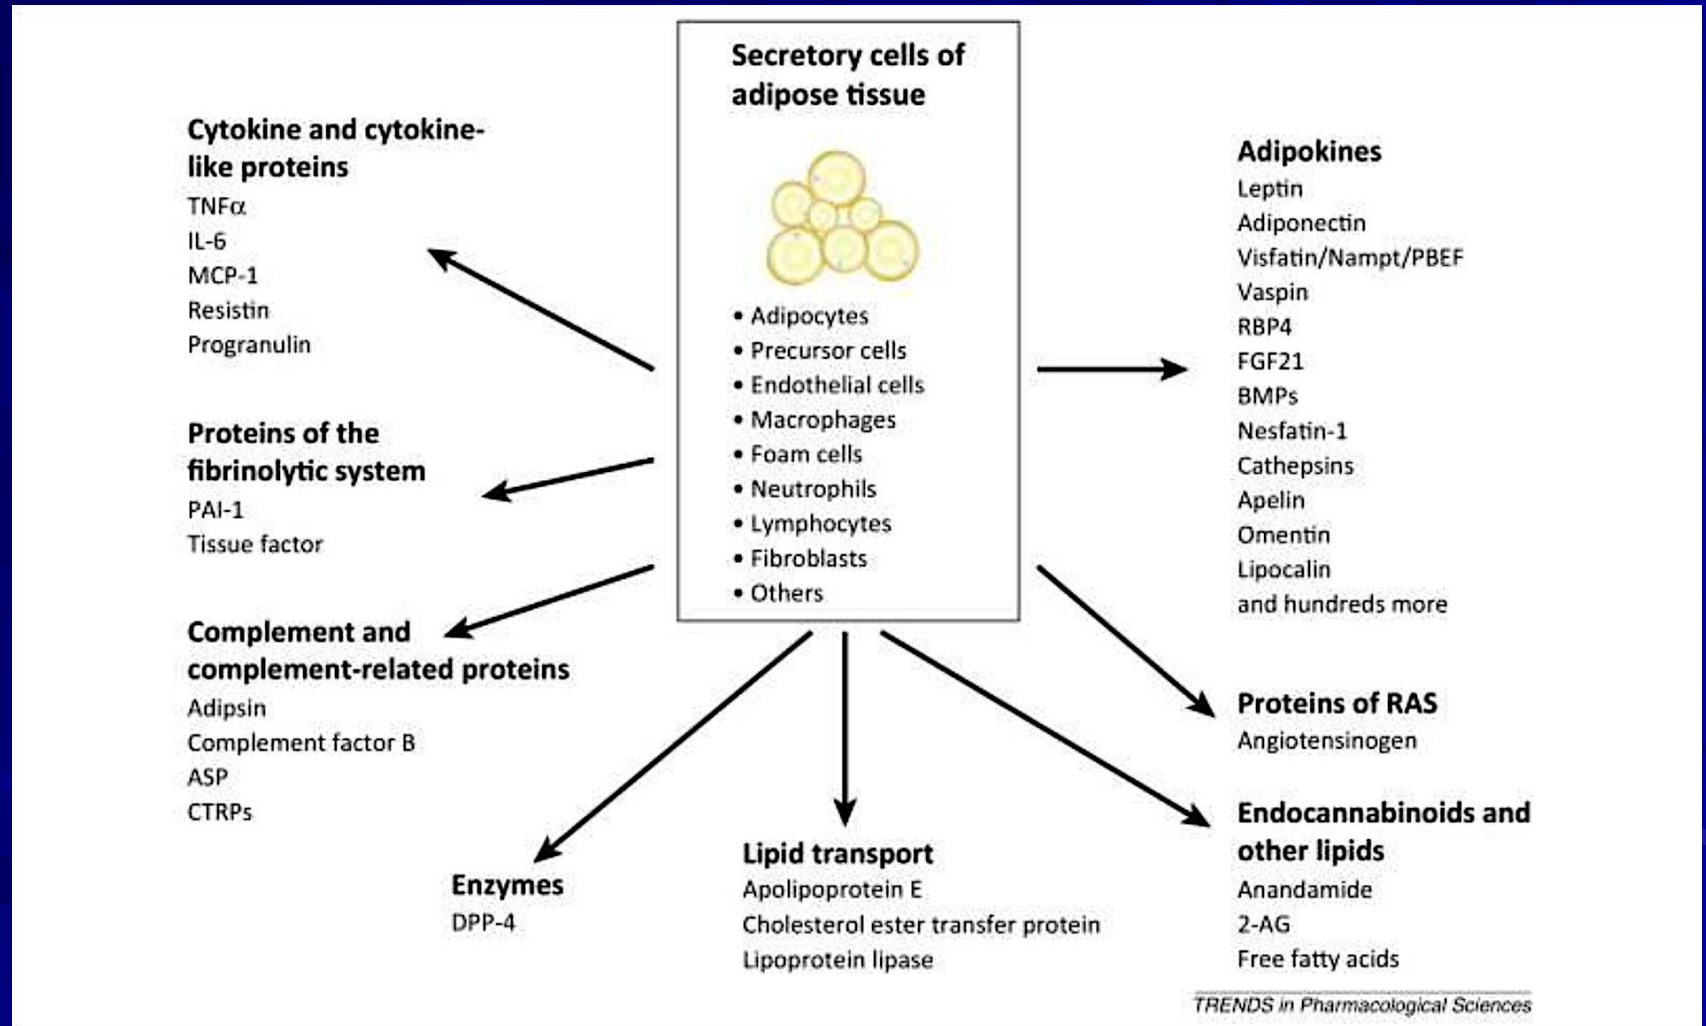 Secretory cells of
adipose tissue
• Adipocytes
• Precursor cells
• Endothelial cells
• Macrophages
• Foam cells
• Neutrophils
• Lymphocytes
• Fibroblasts
• Others
Cytokine and cytokine-
like proteins
TNFα
IL-6
MCP-1
Resistin
Progranulin
Proteins of the
fibrinolytic system
PAI-1
Tissue factor
Complement and
complement-related proteins
Adipsin
Complement factor B
ASP
CTRPs
Enzymes
DPP-4
Lipid transport
Apolipoprotein E
Cholesterol ester transfer protein
Lipoprotein lipase
Adipokines
Leptin
Adiponectin
Visfatin/Nampt/PBEF
Vaspin
RBP4
FGF21
BMPs
Nesfatin-1
Cathepsins
Apelin
Omentin
Lipocalin
and hundreds more
Proteins of RAS
Angiotensinogen
Endocannabinoids and
other lipids
Anandamide
2-AG
Free fatty acids
TRENDS in Pharmacological Sciences